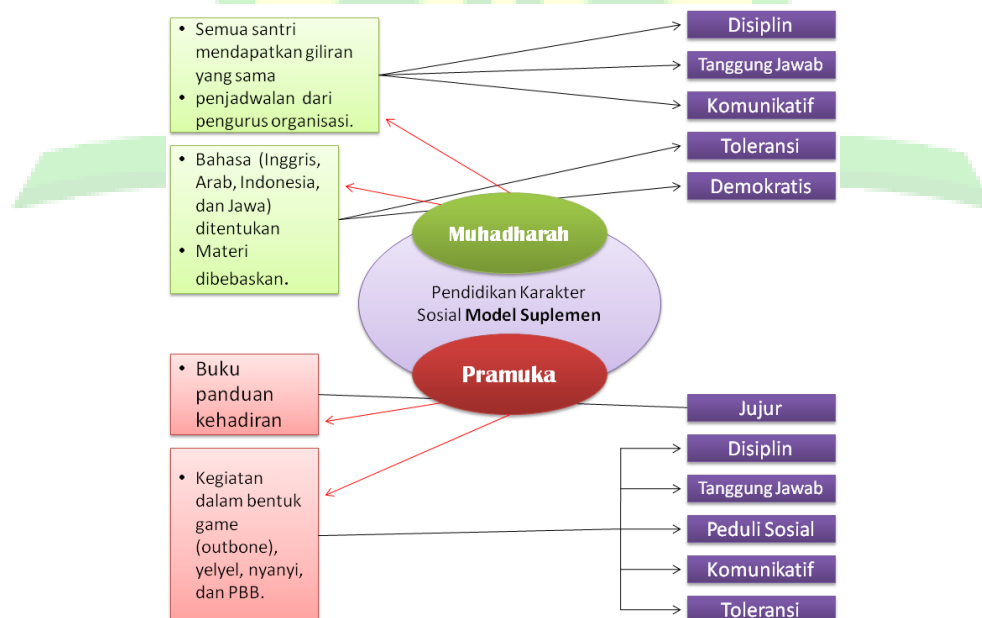 • Semua santri
mendapatkan giliran
yang sama
• penjadwalan dari
pengurus organisasi.
• Bahasa (Inggris,
Arab, Indonesia,
dan Jawa)
ditentukan
• Materi
dibebaskan.
Disiplin
Tanggung Jawab
Komunikatif
Toleransi
Demokratis
Muhadharah
Pendidikan Karakter
Sosial Model Suplemen
Pramuka
• Buku
panduan
kehadiran
• Kegiatan
dalam bentuk
game
(outbone),
yelyel, nyanyi,
dan PBB.
Jujur
Disiplin
Tanggung Jawab
Peduli Sosial
Komunikatif
Toleransi